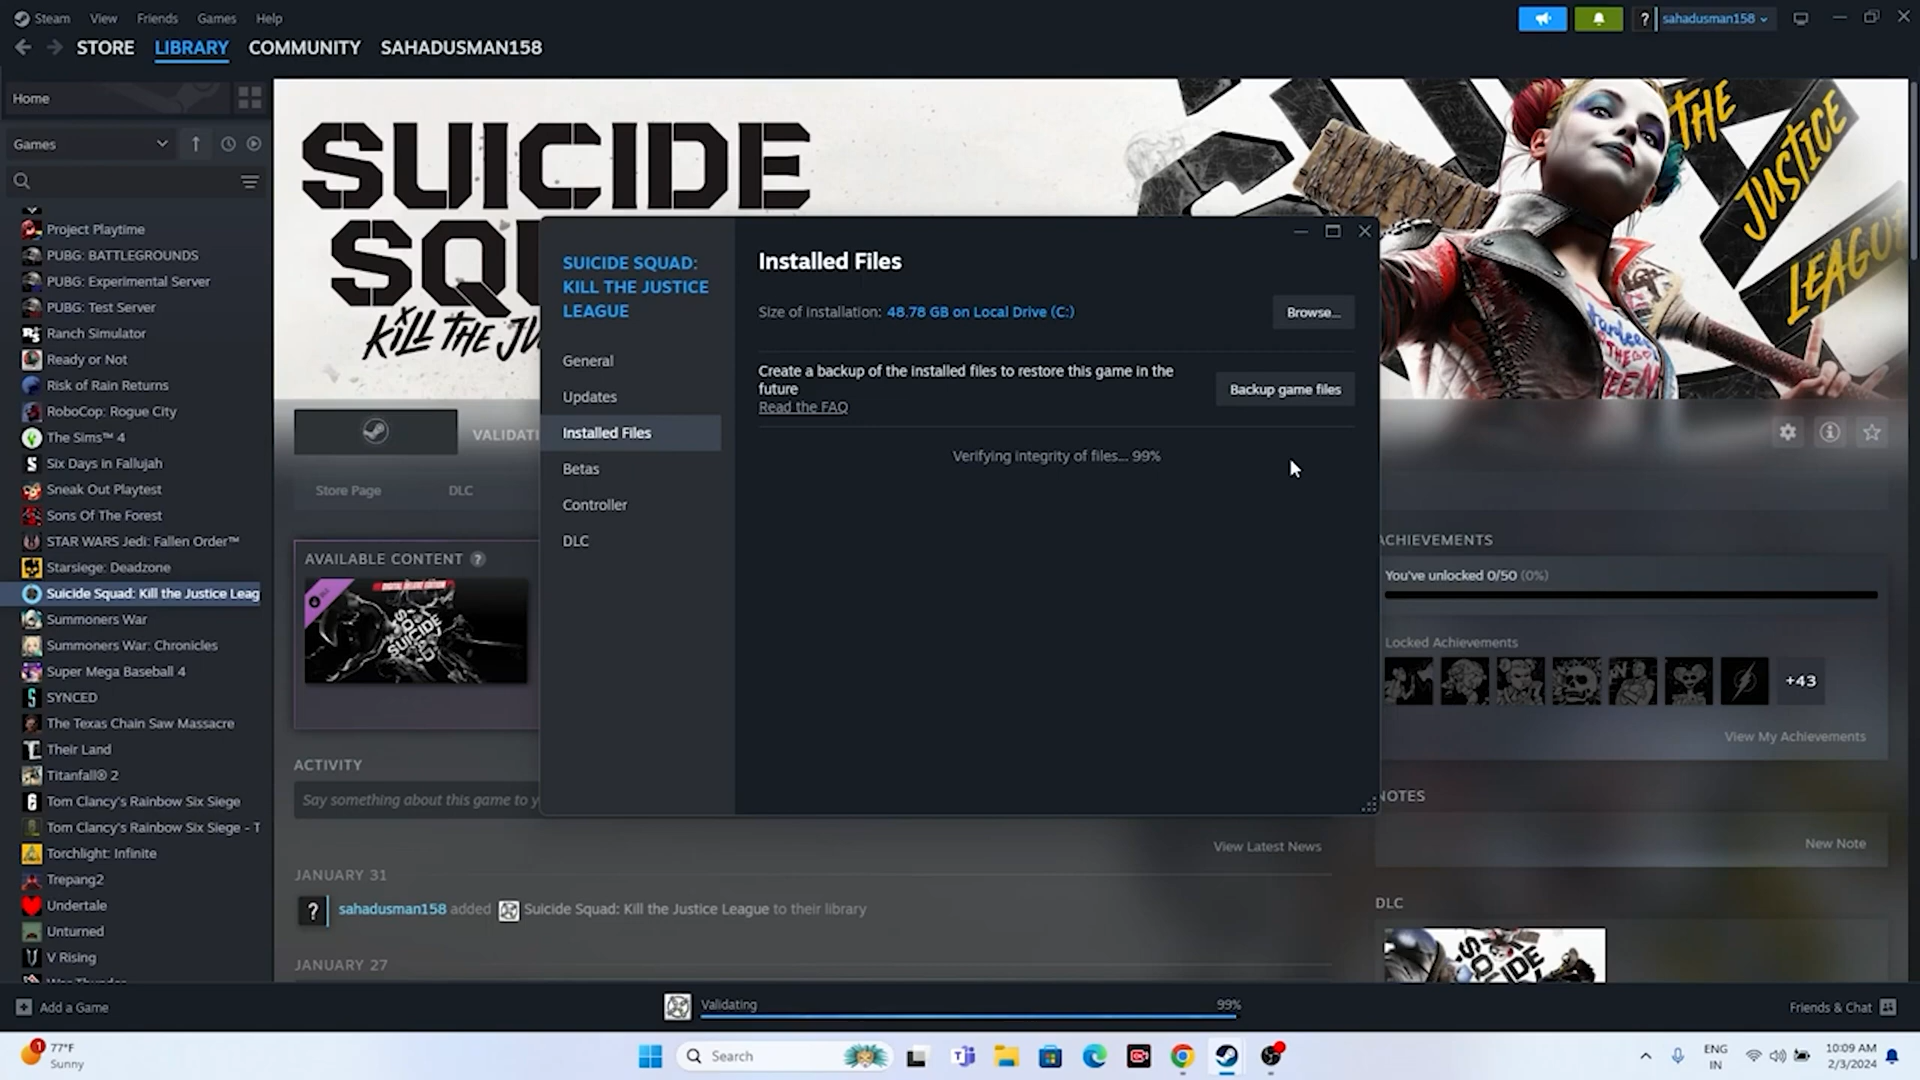 Steam View Friends Games Help
? sahadusman158
STORE LIBRARY COMMUNITY SAHADUSMAN158
Home
Games
Project Playtime
PUBG: BATTLEGROUNDS
PUBG: Experimental Server
PUBG: Test Server
Ranch Simulator
Ready or Not
Risk of Rain Returns
RoboCop: Rogue City
The Sims™ 4
Six Days in Fallujah
Sneak Out Playtest
Sons Of The Forest
STAR WARS Jedi: Fallen Order™
Starsiege: Deadzone
Suicide Squad: Kill the Justice Leag
Summoners War
Summoners War: Chronicles
Super Mega Baseball 4
SYNCED
The Texas Chain Saw Massacre
Their Land
Titanfall® 2
Tom Clancy's Rainbow Six Siege
Tom Clancy's Rainbow Six Siege - T
Torchlight: Infinite
Trepang2
Undertale
Unturned
V Rising
Add a Game
SUICIDE
SQU
KILL THE JU
THE
JUSTICE
LEAGU
VALIDATI
Store Page DLC
AVAILABLE CONTENT ?
DIGITAL DELUXE EDITION
SUICIDE SQUAD
ACTIVITY
Say something about this game to y
View Latest News
JANUARY 31
? sahadusman158 added Suicide Squad: Kill the Justice League to their library
JANUARY 27
SUICIDE SQUAD:
KILL THE JUSTICE
LEAGUE
General
Updates
Installed Files
Betas
Controller
DLC
Installed Files
Size of installation: 48.78 GB on Local Drive (C:)
Browse...
Create a backup of the installed files to restore this game in the
future
Read the FAQ
Backup game files
Verifying integrity of files... 99%
ACHIEVEMENTS
You've unlocked 0/50 (0%)
Locked Achievements
+43
View My Achievements
NOTES
New Note
DLC
Validating 99%
Friends & Chat
1
77°F
Sunny
Search
ENG
IN
10:09 AM
2/3/2024